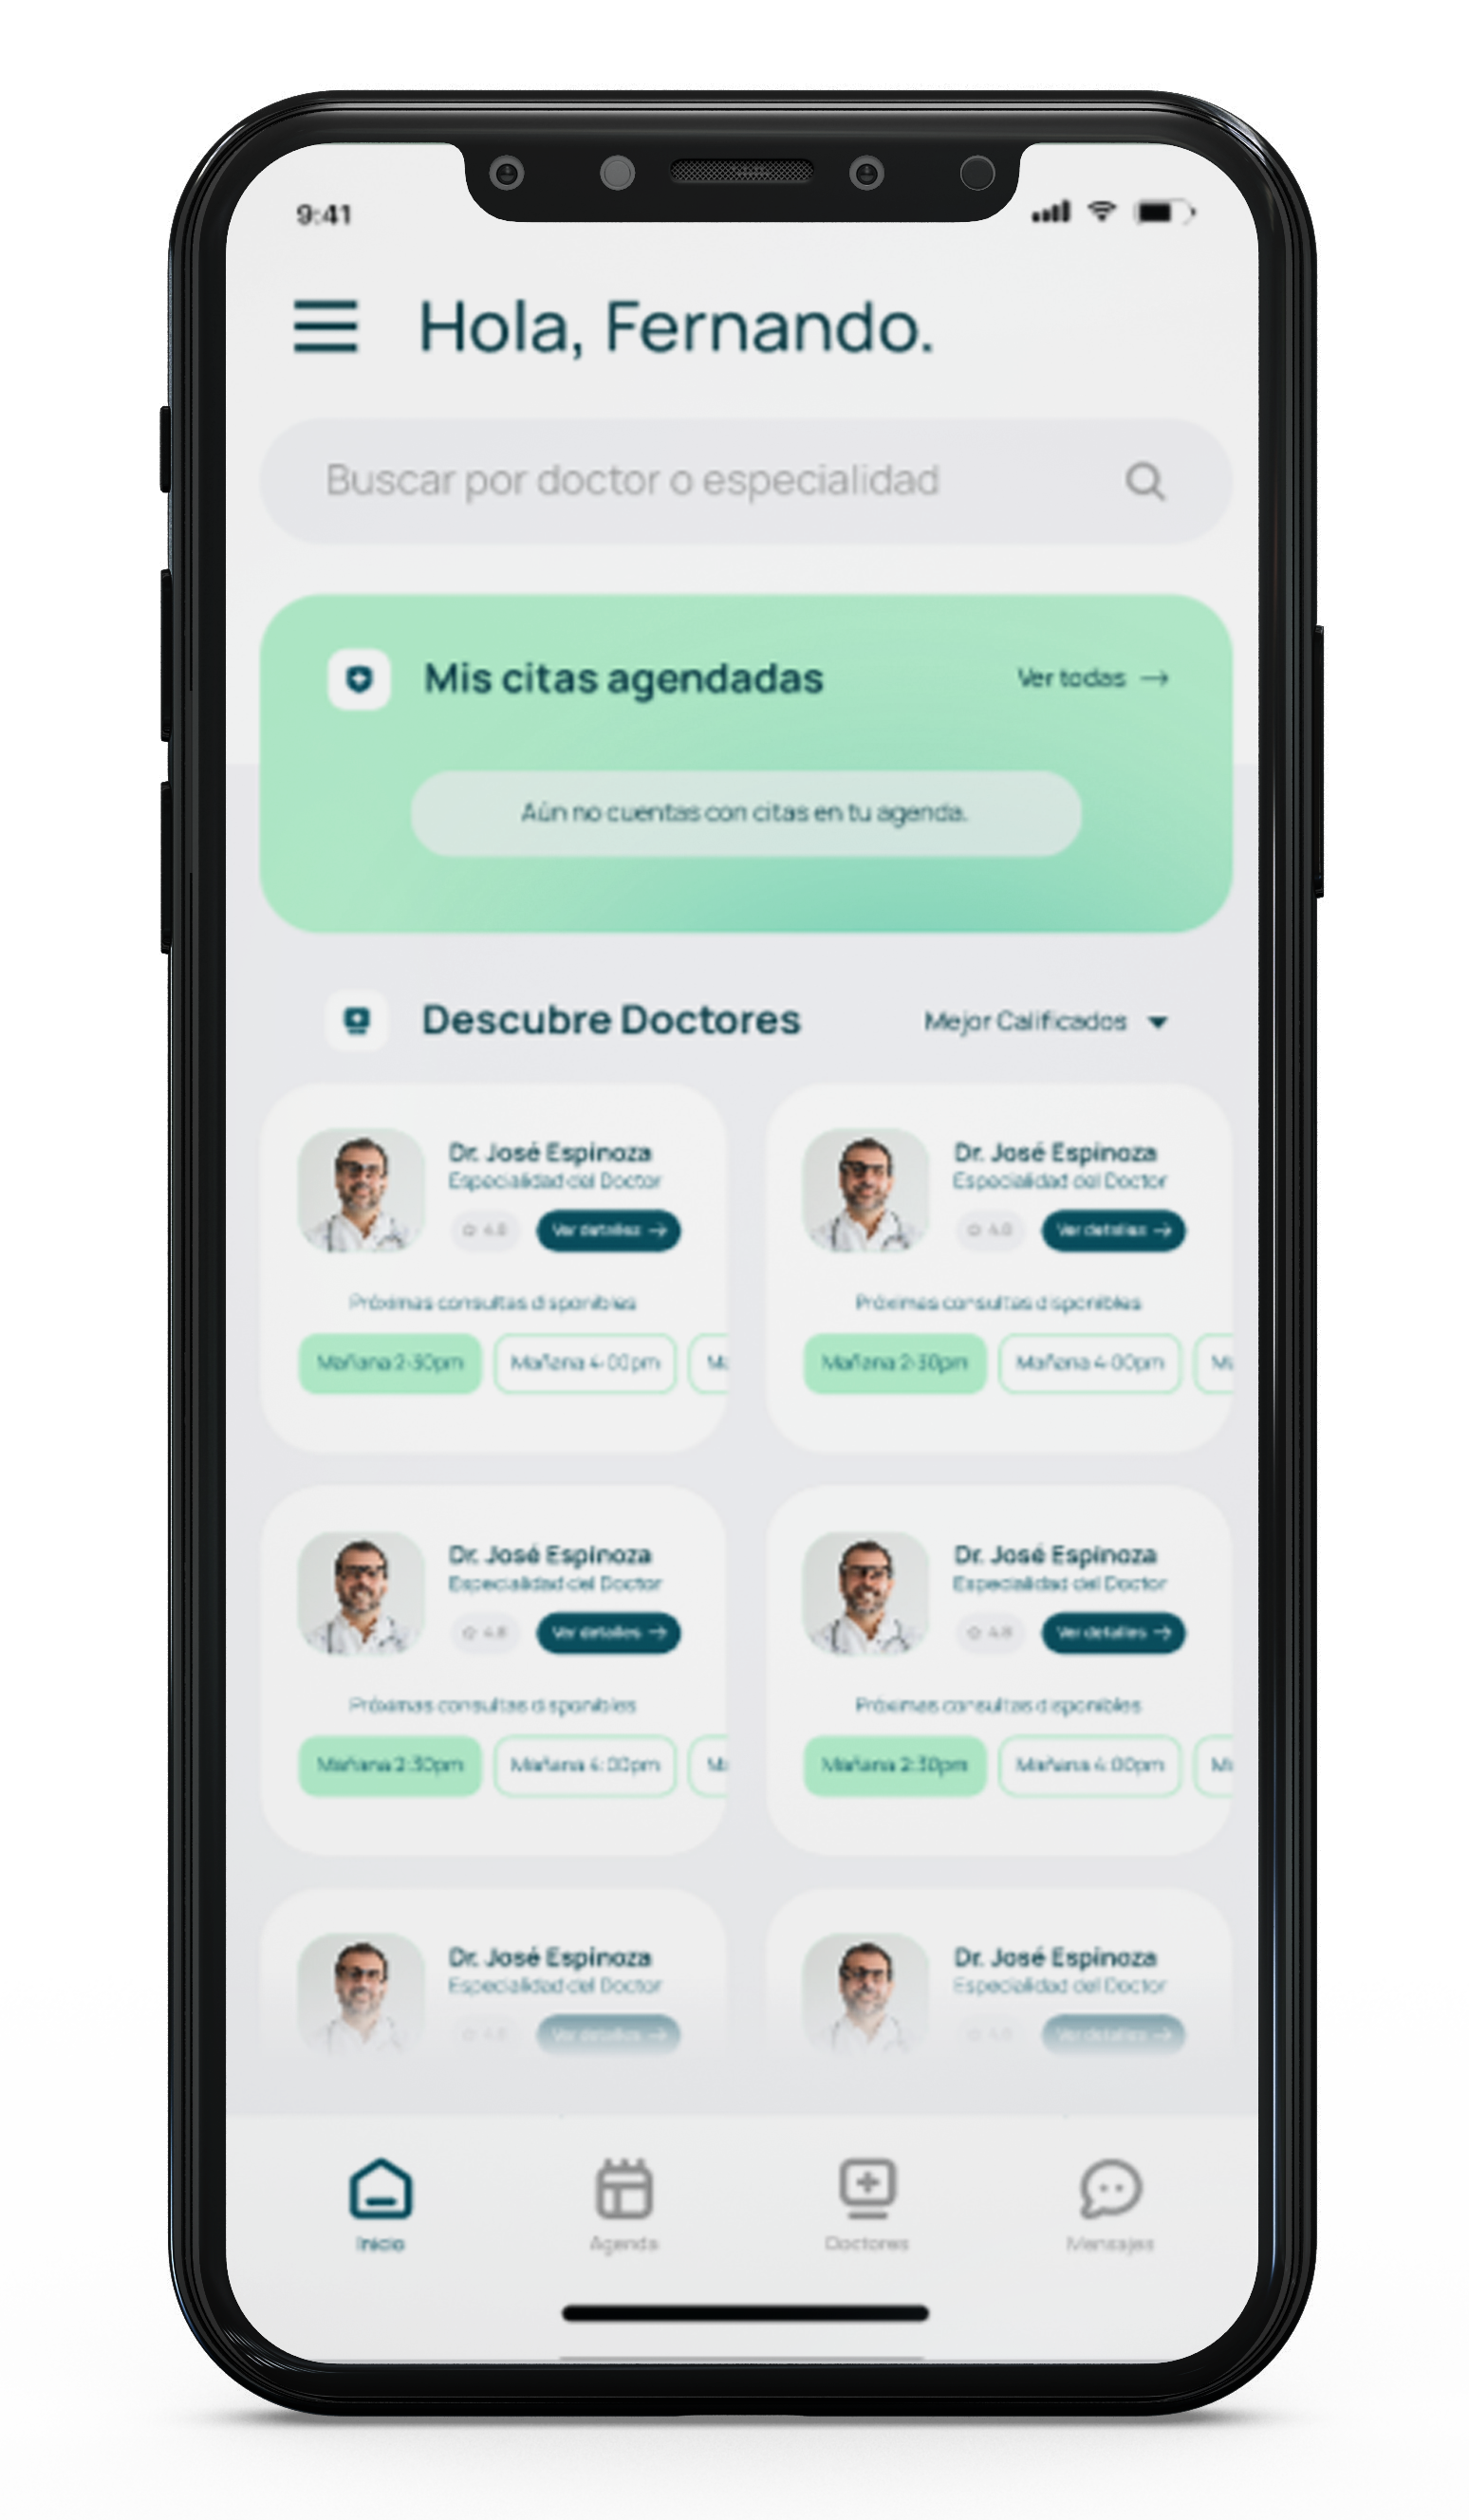 9:41
Hola, Fernando.
Buscar por doctor o especialidad
Mis citas agendadas
Ver todas →
Aún no cuentas con citas en tu agenda.
Descubre Doctores
Mejor Calificados
Dr. José Espinoza
Especialidad del Doctor
4.8
Ver detalles →
Próximas consultas disponibles
Mañana 2:30pm
Mañana 4:00pm
Ma
Dr. José Espinoza
Especialidad del Doctor
4.8
Ver detalles →
Próximas consultas disponibles
Mañana 2:30pm
Mañana 4:00pm
Ma
Dr. José Espinoza
Especialidad del Doctor
4.8
Ver detalles →
Próximas consultas disponibles
Mañana 2:30pm
Mañana 4:00pm
Ma
Dr. José Espinoza
Especialidad del Doctor
4.8
Ver detalles →
Próximas consultas disponibles
Mañana 2:30pm
Mañana 4:00pm
Ma
Dr. José Espinoza
Especialidad del Doctor
4.8
Ver detalles →
Dr. José Espinoza
Especialidad del Doctor
4.8
Ver detalles →
Inicio
Agenda
Doctores
Mensajes